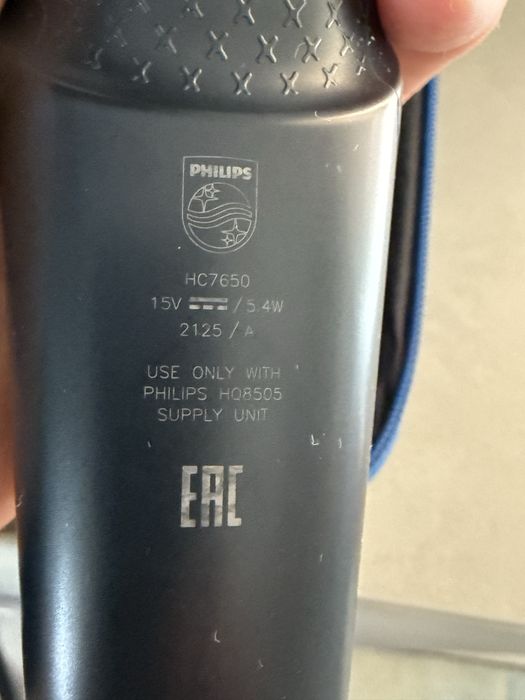 PHILIPS
HC7650
15V ⎓ / 5.4W
2125 / A
USE ONLY WITH
PHILIPS HQ8505
SUPPLY UNIT
EAC